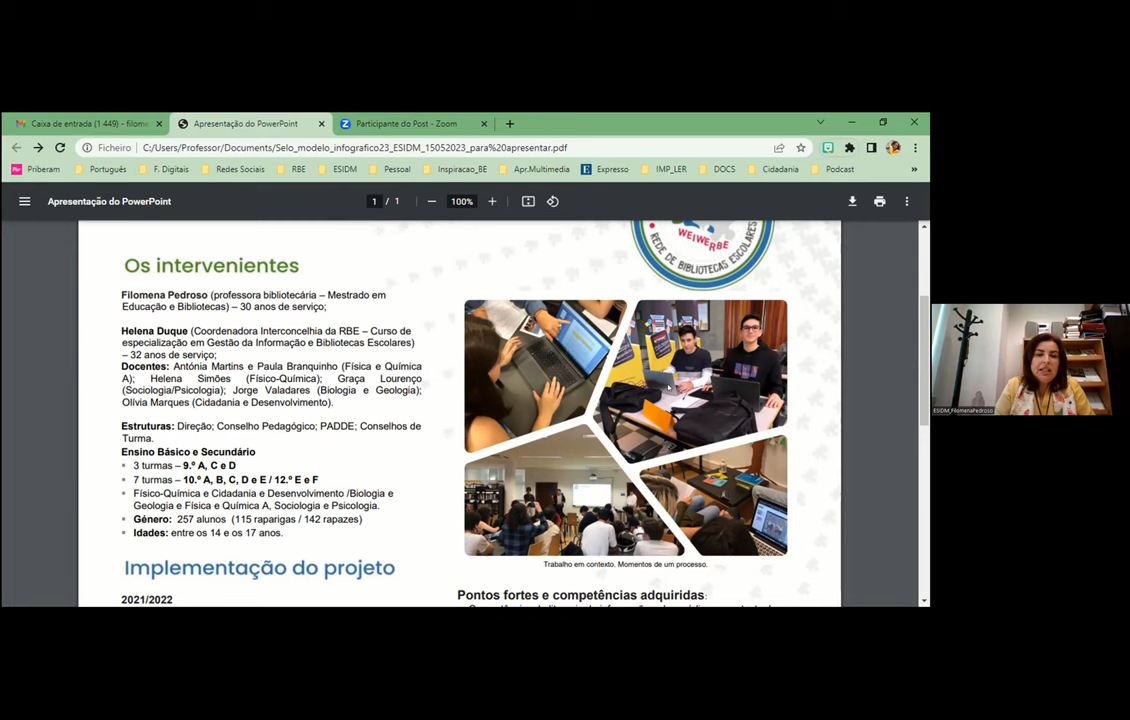 Caixa de entrada (1 449) - filom
Apresentação do PowerPoint
Participante do Post - Zoom
Ficheiro
C:/Users/Professor/Documents/Selo_modelo_infografico23_ESIDM_15052023_para%20apresentar.pdf
Pbr Priberam
Português
F. Digitais
Redes Sociais
RBE
ESIDM
Pessoal
Inspiracao_BE
Apr.Multimedia
E Expresso
IMP_LER
DOCS
Cidadania
Podcast
»
Apresentação do PowerPoint
1 / 1
100%
WEIWERBE
REDE DE BIBLIOTECAS ESCOLARES
Os intervenientes
Filomena Pedroso (professora bibliotecária – Mestrado em
Educação e Bibliotecas) – 30 anos de serviço;
Helena Duque (Coordenadora Interconcelhia da RBE – Curso de
especialização em Gestão da Informação e Bibliotecas Escolares)
– 32 anos de serviço;
Docentes: Antónia Martins e Paula Branquinho (Física e Química
A); Helena Simões (Físico-Química); Graça Lourenço
(Sociologia/Psicologia); Jorge Valadares (Biologia e Geologia);
Olívia Marques (Cidadania e Desenvolvimento).
Estruturas: Direção; Conselho Pedagógico; PADDE; Conselhos de
Turma.
Ensino Básico e Secundário
▪ 3 turmas – 9.º A, C e D
▪ 7 turmas – 10.º A, B, C, D e E / 12.º E e F
▪ Físico-Química e Cidadania e Desenvolvimento /Biologia e
Geologia e Física e Química A, Sociologia e Psicologia.
▪ Género: 257 alunos (115 raparigas / 142 rapazes)
▪ Idades: entre os 14 e os 17 anos.
Trabalho em contexto. Momentos de um processo.
Implementação do projeto
2021/2022
Pontos fortes e competências adquiridas:
ESIDM_FilomenaPedroso